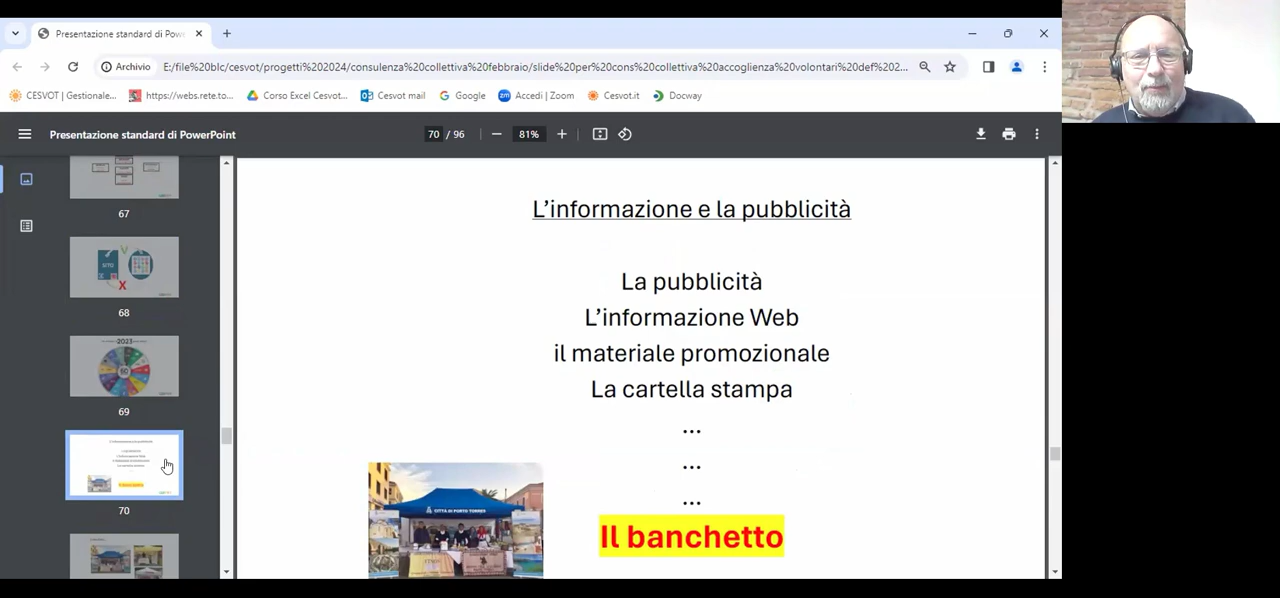 Presentazione standard di Pow
Archivio
E:/file%20blc/cesvot/progetti%202024/consulenza%20collettiva%20febbraio/slide%20per%20cons%20collettiva%20accoglienza%20volontari%20def%202...
CESVOT | Gestionale...
https://webs.rete.to...
Corso Excel Cesvot...
Cesvot mail
Google
Accedi | Zoom
Cesvot.it
Docway
Presentazione standard di PowerPoint
70 / 96
81%
67
SITO
X
68
2023
69
70
L'informazione e la pubblicità
La pubblicità
L'informazione Web
il materiale promozionale
La cartella stampa
...
...
...
CITTÀ DI PORTO TORRES
Il banchetto